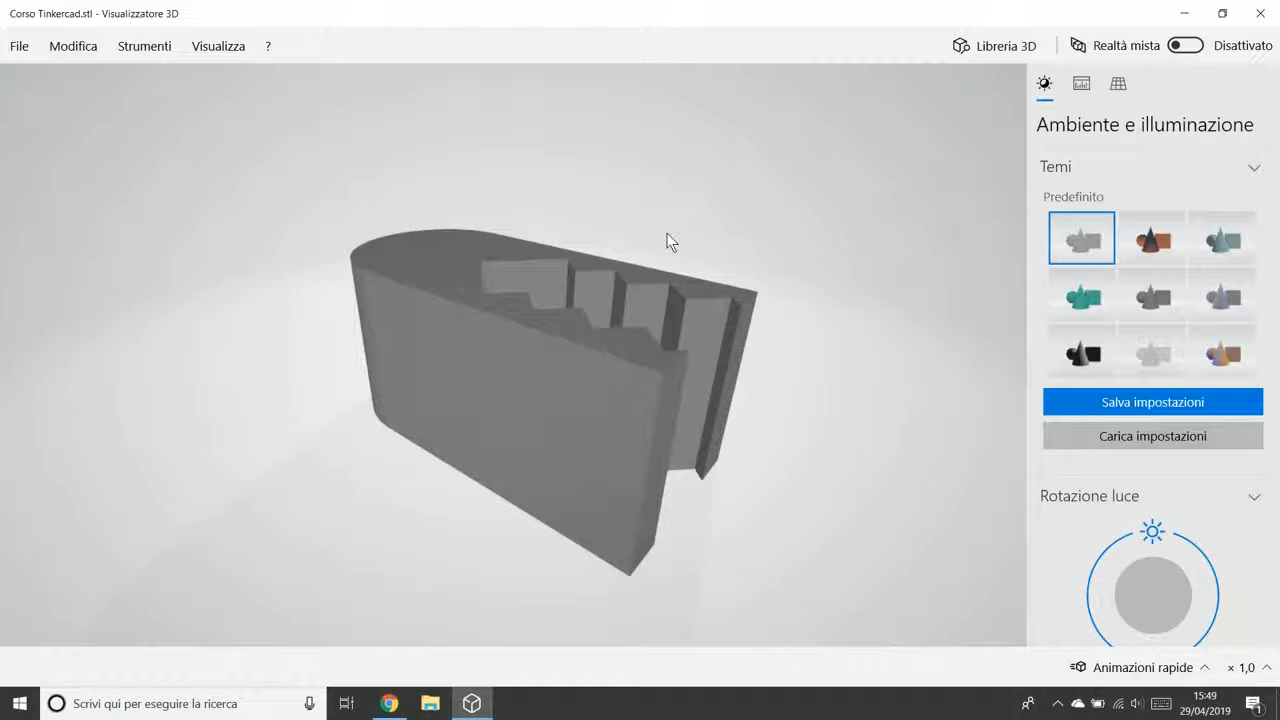 Corso Tinkercad.stl - Visualizzatore 3D
File Modifica Strumenti Visualizza ? Libreria 3D Realtà mista Disattivato
Ambiente e illuminazione
Temi
Predefinito
Salva impostazioni
Carica impostazioni
Rotazione luce
Animazioni rapide × 1,0
Scrivi qui per eseguire la ricerca
15:49
29/04/2019
1